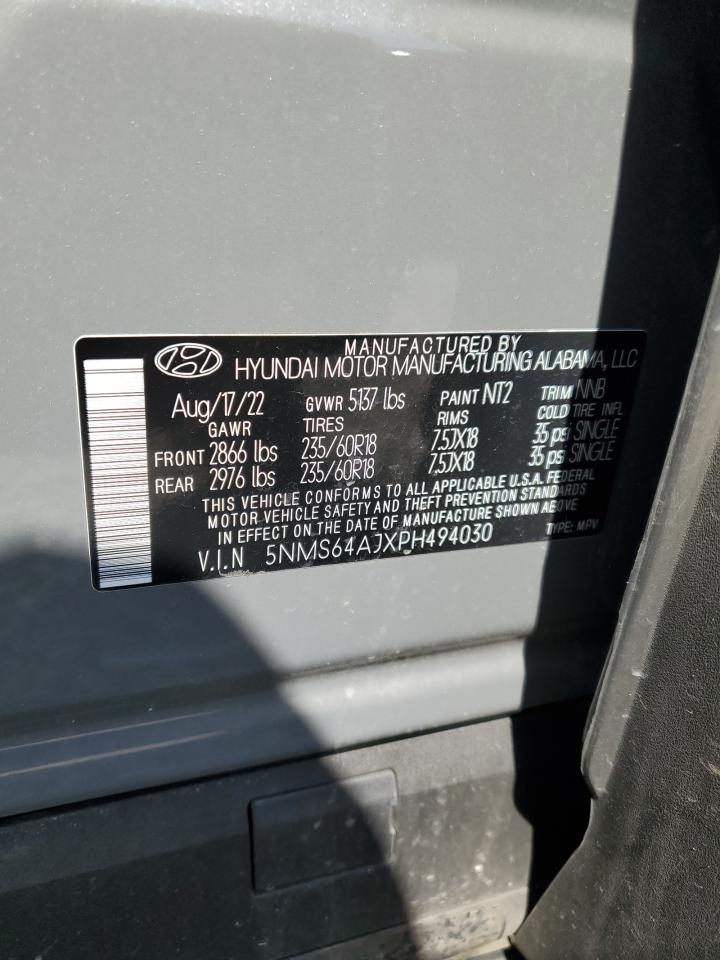 MANUFACTURED BY
HYUNDAI MOTOR MANUFACTURING ALABAMA, LLC
Aug/17/22 GVWR 5137 lbs PAINT NT2 TRIM NNB
GAWR TIRES RIMS COLD TIRE INFL
FRONT 2866 lbs 235/60R18 7.5JX18 35 psi SINGLE
REAR 2976 lbs 235/60R18 7.5JX18 35 psi SINGLE
THIS VEHICLE CONFORMS TO ALL APPLICABLE U.S.A. FEDERAL
MOTOR VEHICLE SAFETY AND THEFT PREVENTION STANDARDS
IN EFFECT ON THE DATE OF MANUFACTURE SHOWN ABOVE
V.I.N 5NMS64AJXPH494030 TYPE: MPV